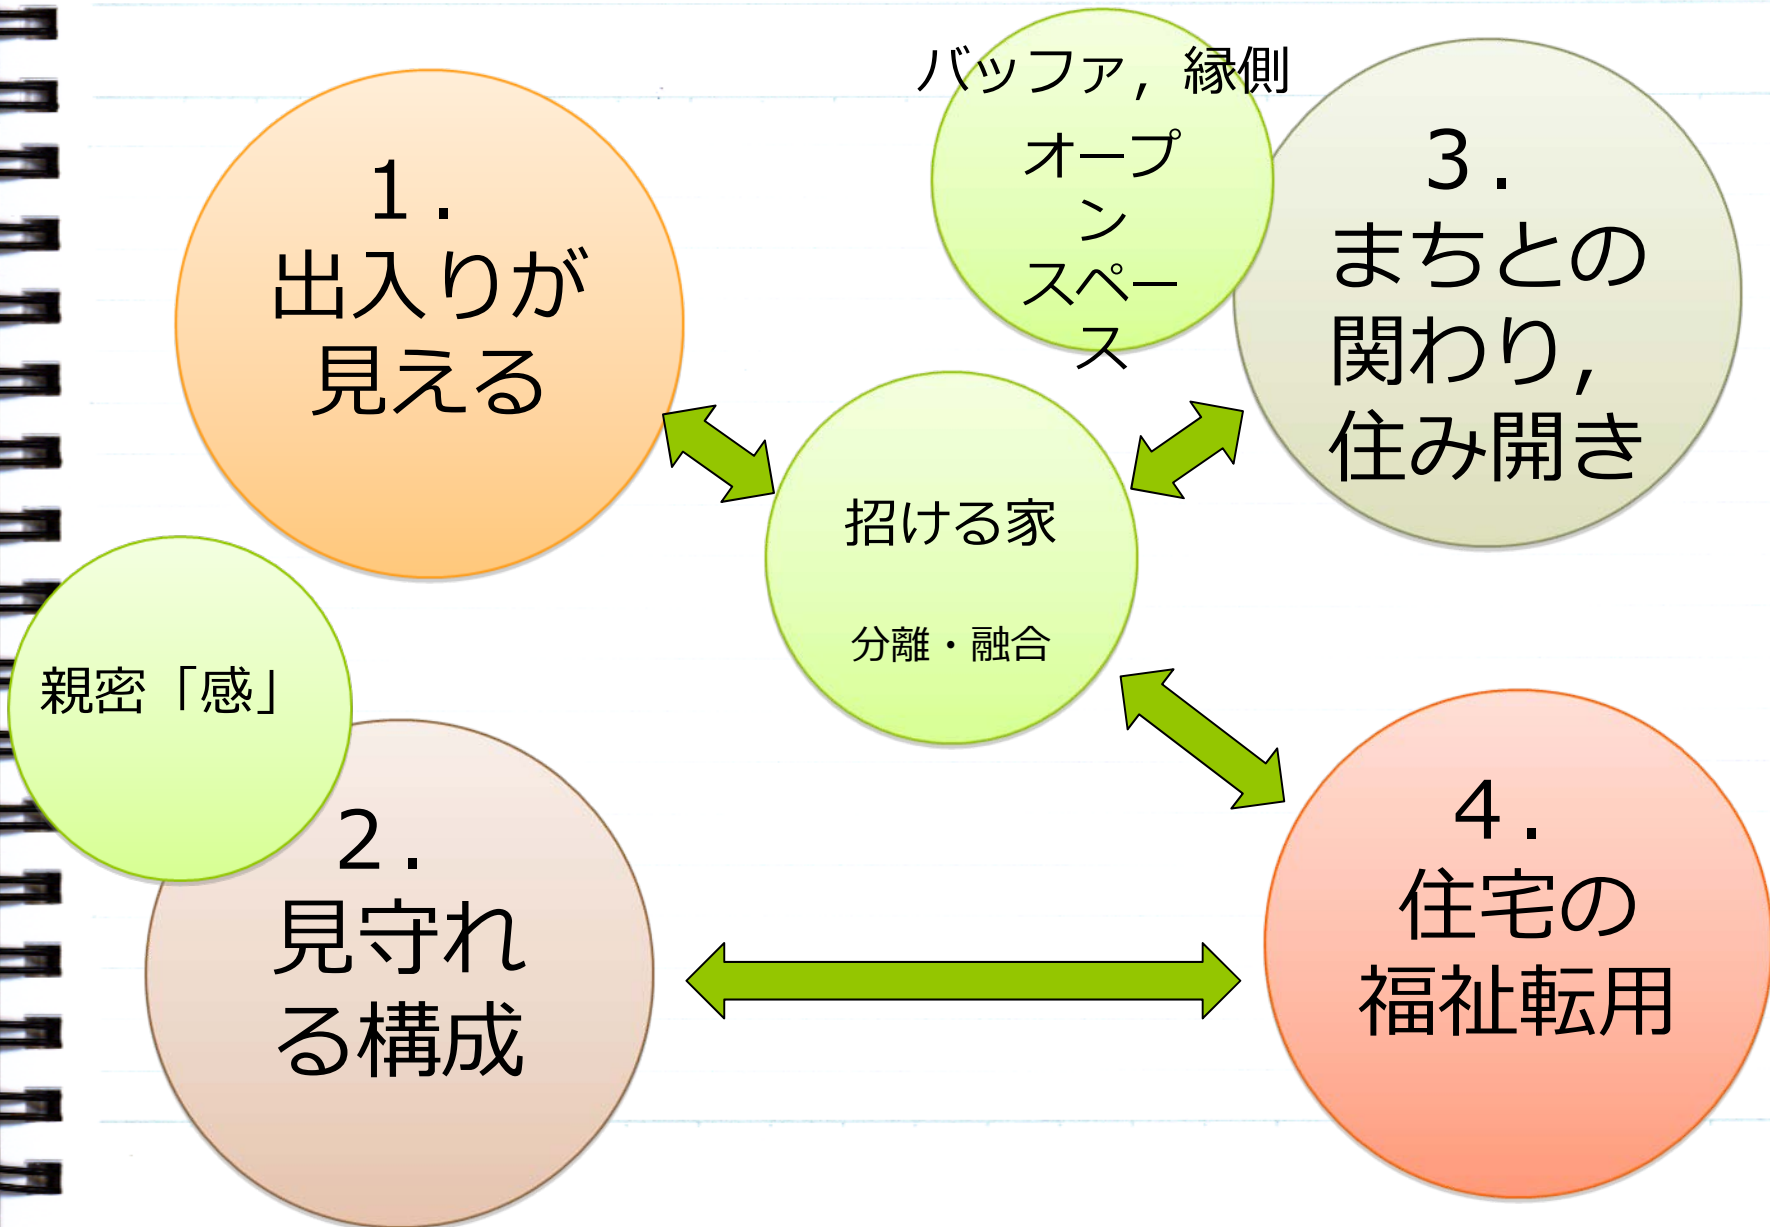 １．
出入りが
見える
バッファ，縁側
オープ
ン
スペー
ス
３．
まちとの
関わり，
住み開き
招ける家
分離・融合
親密「感」
２．
見守れ
る構成
４．
住宅の
福祉転用